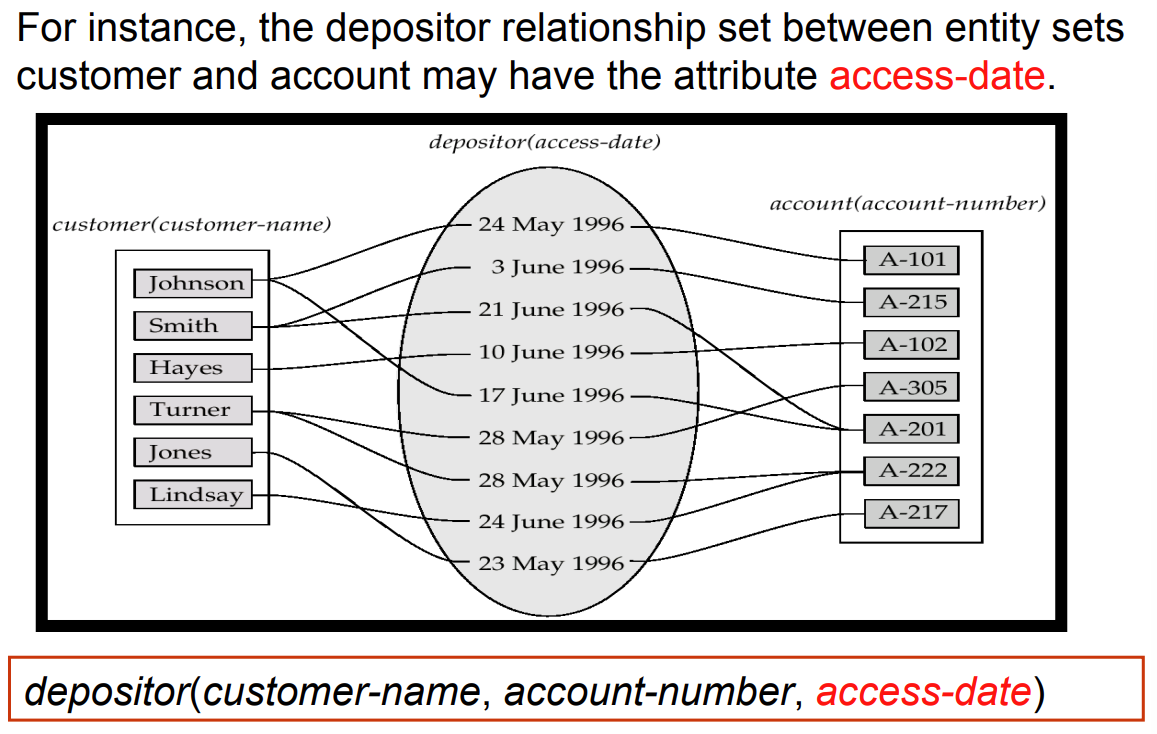 For instance, the depositor relationship set between entity sets
customer and account may have the attribute access-date.
depositor(access-date)
customer(customer-name)
account(account-number)
Johnson
Smith
Hayes
Turner
Jones
Lindsay
24 May 1996
3 June 1996
21 June 1996
10 June 1996
17 June 1996
28 May 1996
28 May 1996
24 June 1996
23 May 1996
A-101
A-215
A-102
A-305
A-201
A-222
A-217
depositor(customer-name, account-number, access-date)